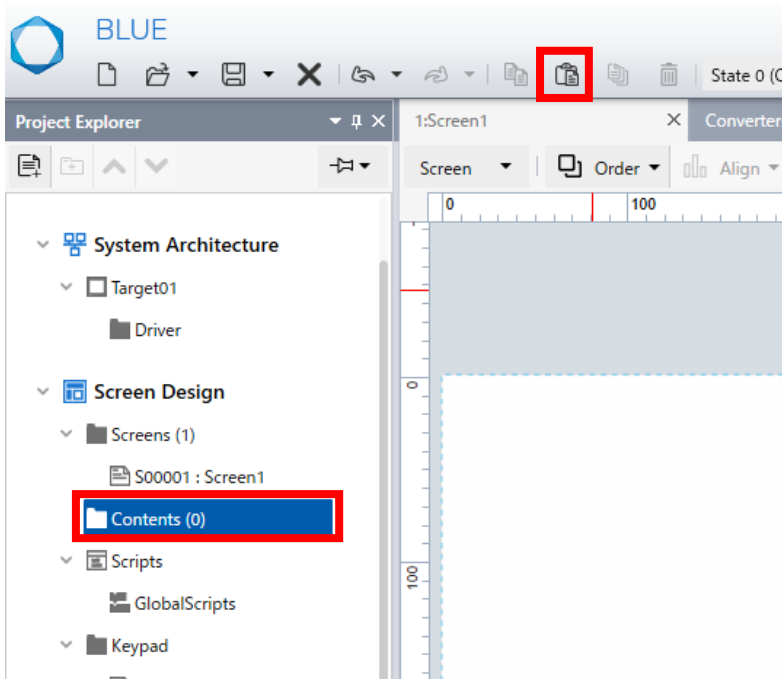 BLUE
State 0 (
Project Explorer
1:Screen1
Converter
Screen
Order
Align
0
100
System Architecture
Target01
Driver
0
Screen Design
Screens (1)
S00001 : Screen1
Contents (0)
Scripts
100
GlobalScripts
Keypad